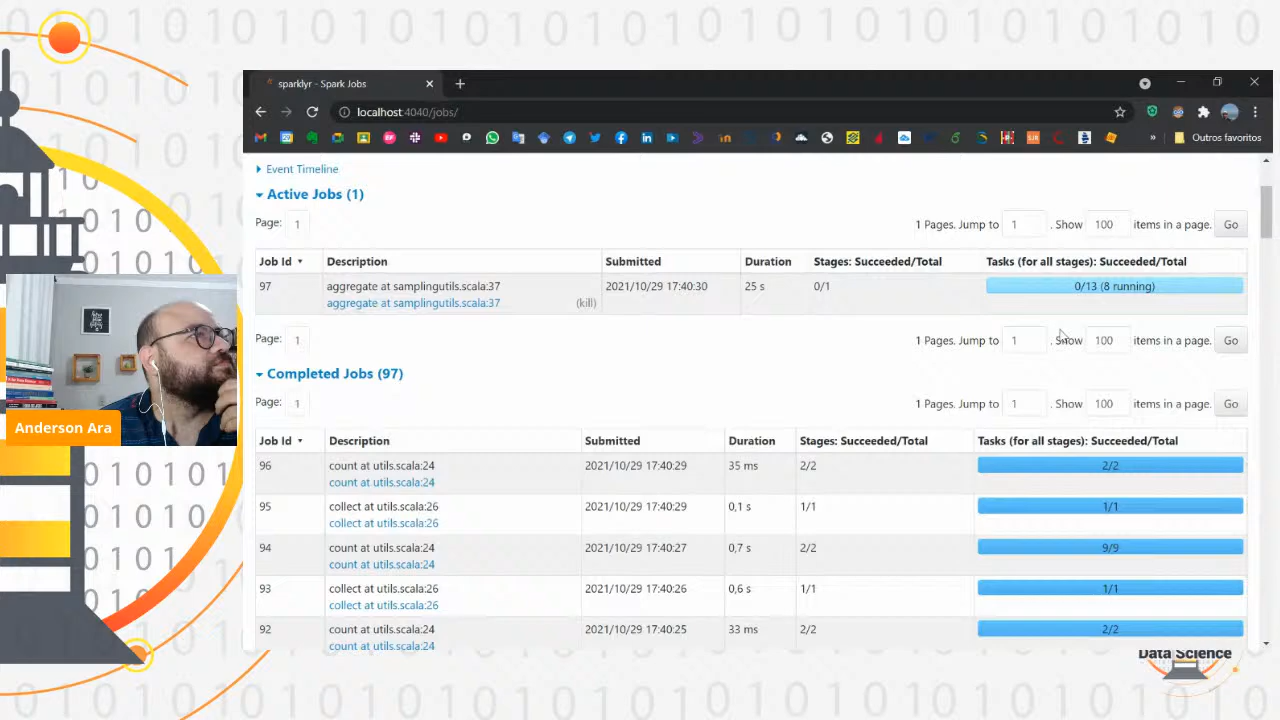 sparklyr - Spark Jobs
localhost:4040/jobs/
Outros favoritos
Event Timeline
Active Jobs (1)
Page: 1
1 Pages. Jump to 1 . Show 100 items in a page. Go
Job Id Description Submitted Duration Stages: Succeeded/Total Tasks (for all stages): Succeeded/Total
97 aggregate at samplingutils.scala:37 2021/10/29 17:40:30 25 s 0/1 0/13 (8 running)
aggregate at samplingutils.scala:37 (kill)
Page: 1
1 Pages. Jump to 1 . Show 100 items in a page. Go
Completed Jobs (97)
Page: 1
1 Pages. Jump to 1 . Show 100 items in a page. Go
Job Id Description Submitted Duration Stages: Succeeded/Total Tasks (for all stages): Succeeded/Total
96 count at utils.scala:24 2021/10/29 17:40:29 35 ms 2/2 2/2
count at utils.scala:24
95 collect at utils.scala:26 2021/10/29 17:40:29 0,1 s 1/1 1/1
collect at utils.scala:26
94 count at utils.scala:24 2021/10/29 17:40:27 0,7 s 2/2 9/9
count at utils.scala:24
93 collect at utils.scala:26 2021/10/29 17:40:26 0,6 s 1/1 1/1
collect at utils.scala:26
92 count at utils.scala:24 2021/10/29 17:40:25 33 ms 2/2 2/2
count at utils.scala:24
Anderson Ara
Data Science